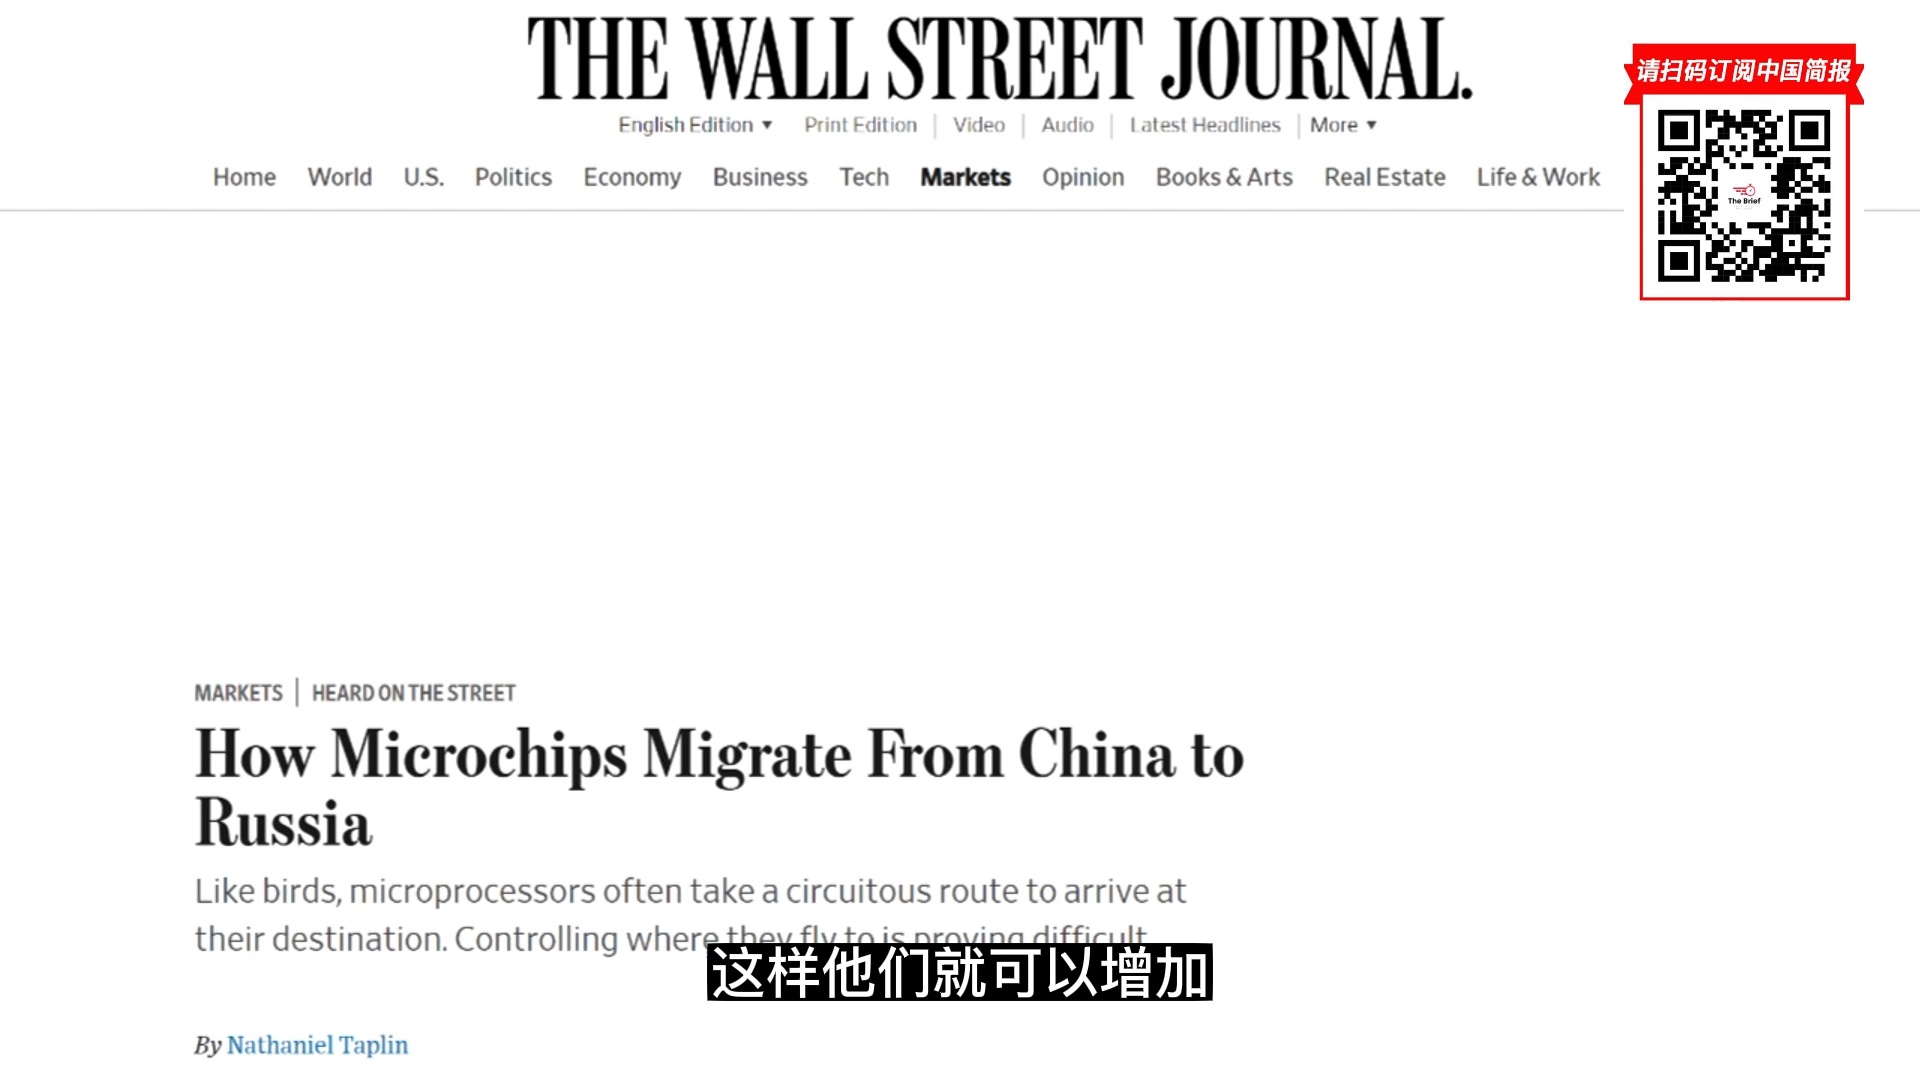 THE WALL STREET JOURNAL.
请扫码订阅中国简报
English Edition ▼ Print Edition | Video | Audio | Latest Headlines | More ▼
Home World U.S. Politics Economy Business Tech Markets Opinion Books & Arts Real Estate Life & Work
The Brief
MARKETS | HEARD ON THE STREET
How Microchips Migrate From China to
Russia
Like birds, microprocessors often take a circuitous route to arrive at
their destination. Controlling where they fly to is proving difficult.
这样他们就可以增加
By Nathaniel Taplin